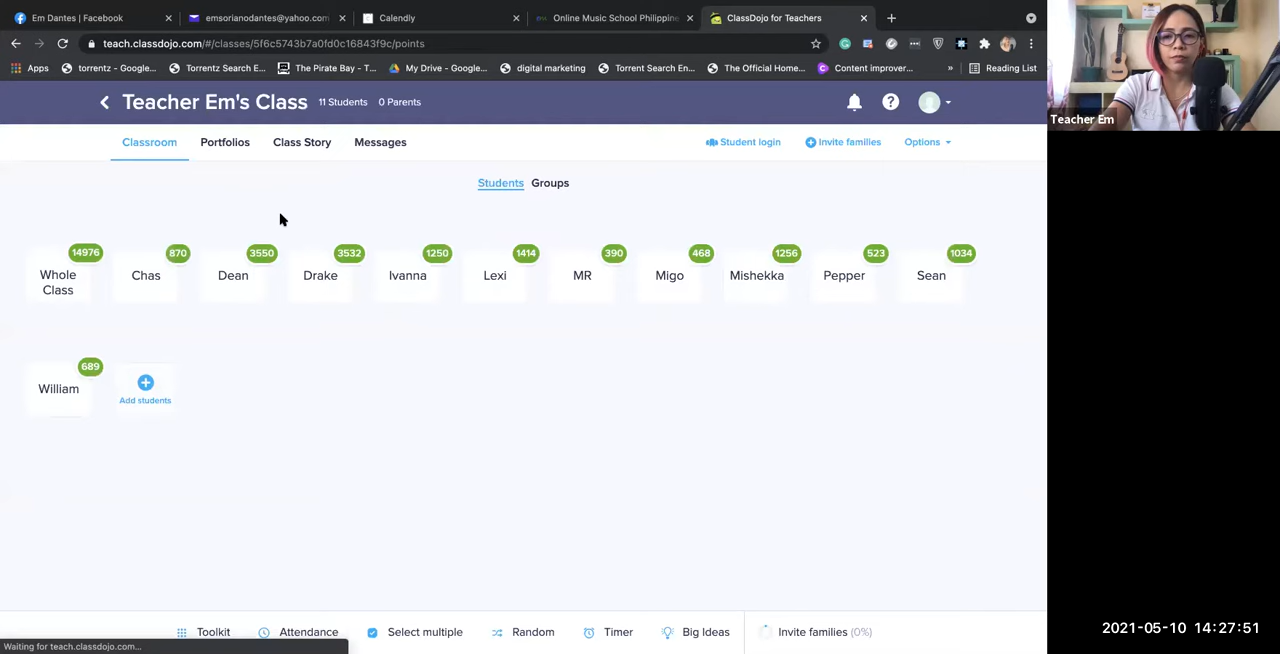 Em Dantes | Facebook
emsorianodantes@yahoo.con
Calendly
Online Music School Philippine
ClassDojo for Teachers
teach.classdojo.com/#/classes/5f6c5743b7a0fd0c16843f9c/points
Apps
torrentz - Google...
Torrentz Search E...
The Pirate Bay - T...
My Drive - Google...
digital marketing
Torrent Search En...
The Official Home...
Content improver...
»
Reading List
Teacher Em's Class 11 Students 0 Parents
Classroom Portfolios Class Story Messages
Student login Invite families Options
Students Groups
14976 870 3550 3532 1250 1414 390 468 1256 523 1034
Whole Class Chas Dean Drake Ivanna Lexi MR Migo Mishekka Pepper Sean
689
William
Add students
Toolkit Attendance Select multiple Random Timer Big Ideas Invite families (0%)
Waiting for teach.classdojo.com...
Teacher Em
2021-05-10 14:27:51